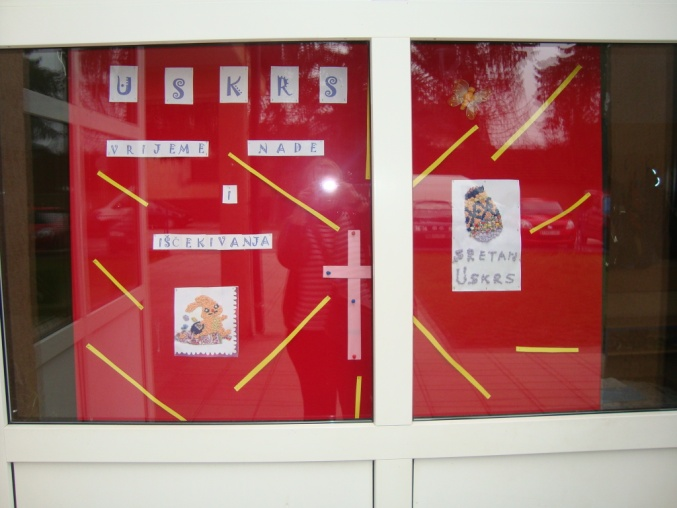 USKRS
VRIJEME NADE
i
IŠČEKIVANJA
SRETAN
USKRS